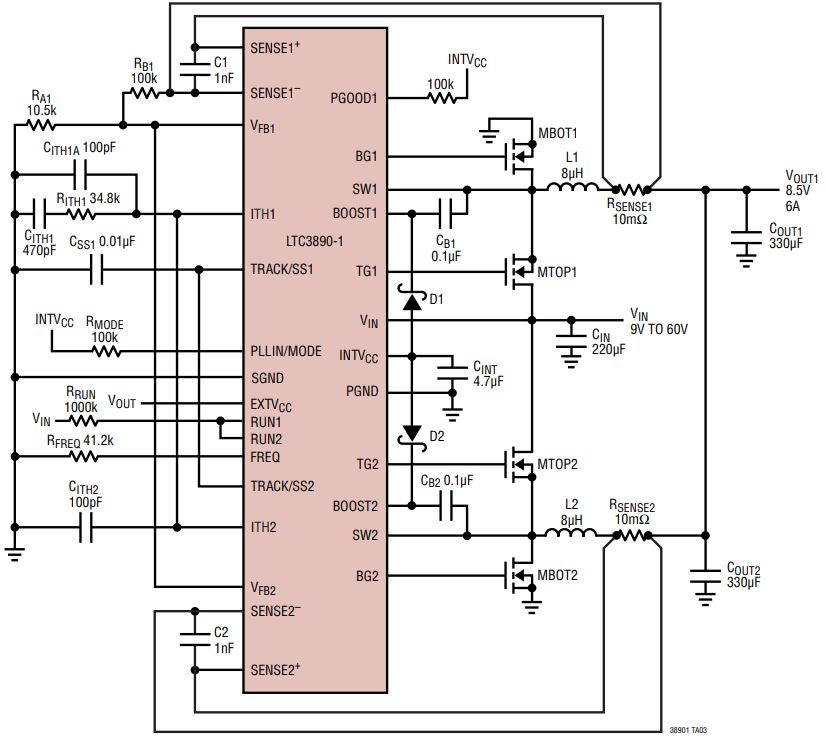 SENSE1+
C1
1nF
RB1
100k
SENSE1–
INTVCC
100k
PGOOD1
RA1
10.5k
VFB1
MBOT1
CITH1A 100pF
BG1
L1
8µH
RITH1 34.8k
SW1
VOUT1
8.5V
6A
RSENSE1
10mΩ
ITH1
BOOST1
CITH1
470pF
CB1
0.1µF
COUT1
330µF
LTC3890-1
CSS1 0.01µF
TRACK/SS1
TG1
MTOP1
D1
VIN
VIN
9V TO 60V
INTVCC
RMODE
100k
CIN
220µF
PLLIN/MODE
INTVCC
CINT
4.7µF
SGND
PGND
RRUN
1000k
VOUT
EXTVCC
VIN
RUN1
RUN2
D2
RFREQ 41.2k
FREQ
TG2
MTOP2
CB2 0.1µF
CITH2
100pF
TRACK/SS2
BOOST2
L2
8µH
RSENSE2
10mΩ
ITH2
SW2
BG2
MBOT2
COUT2
330µF
VFB2
SENSE2–
C2
1nF
SENSE2+
38901 TA03